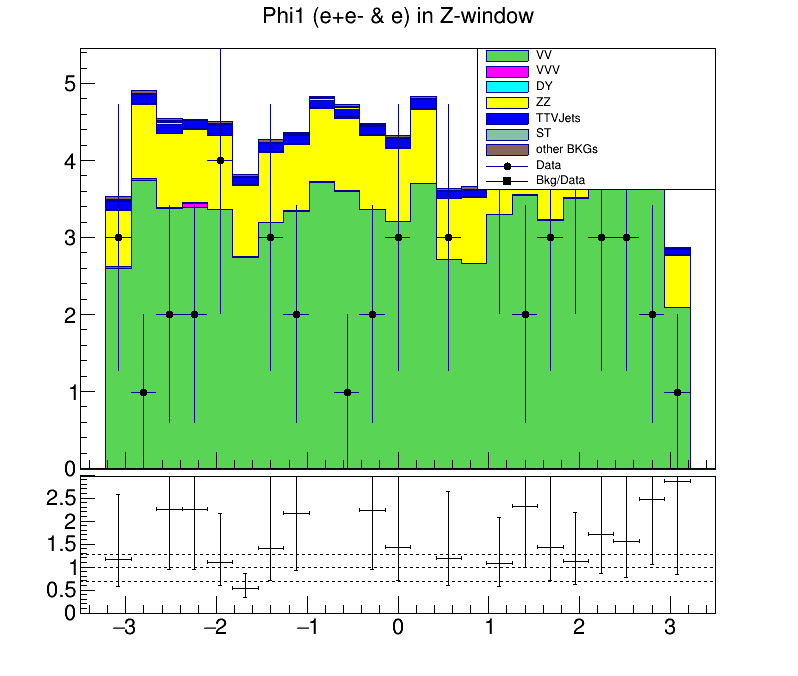 Phi1 (e+e- & e) in Z-window
5
4
3
2
1
0
VV
VVV
DY
ZZ
TTVJets
ST
other BKGs
Data
Bkg/Data
2.5
2
1.5
1
0.5
0
−3 −2 −1 0 1 2 3